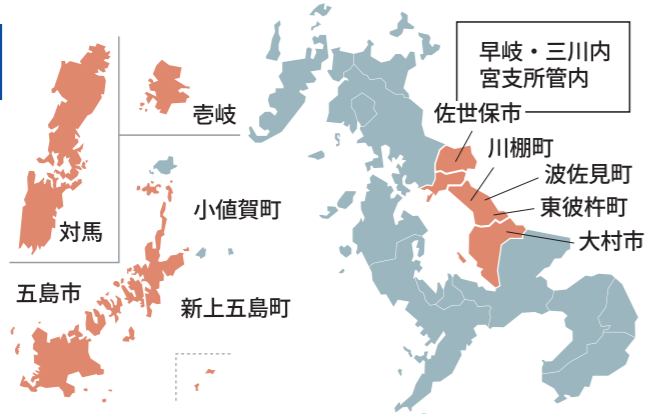 早岐・三川内
宮支所管内
佐世保市
川棚町
波佐見町
東彼杵町
大村市
壱岐
対馬
小値賀町
五島市
新上五島町